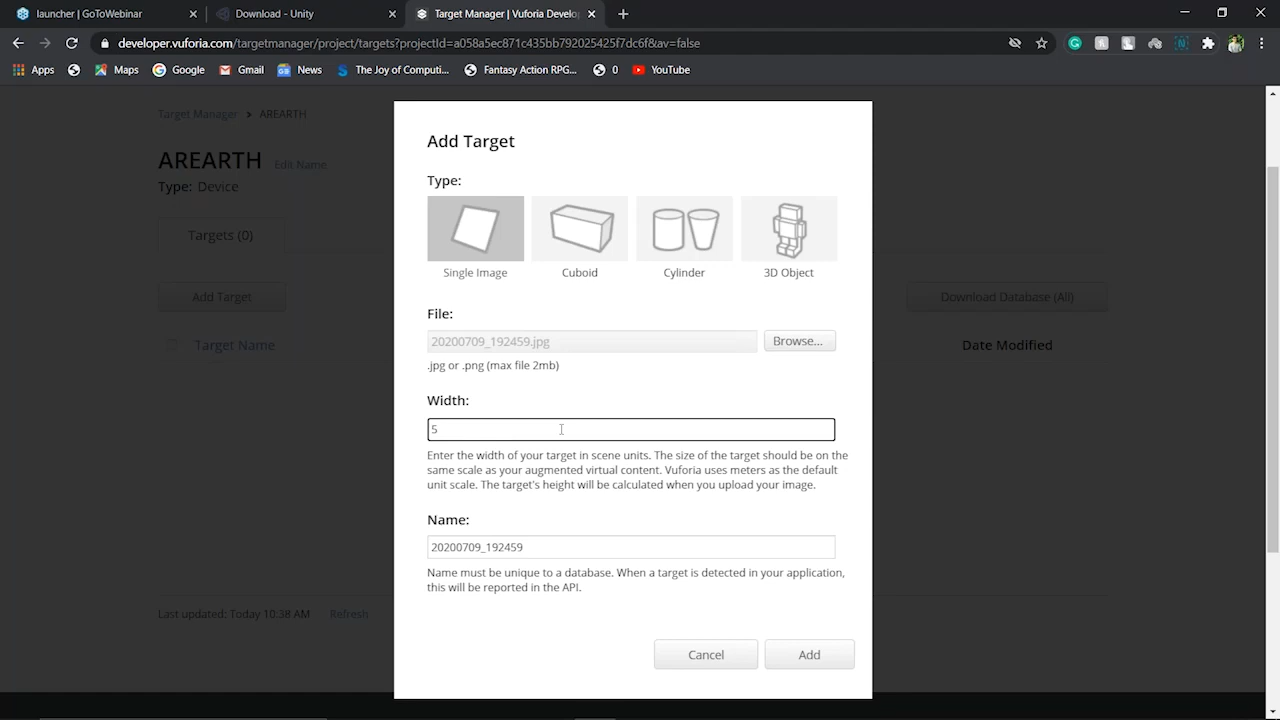 launcher | GoToWebinar
Download - Unity
Target Manager | Vuforia Develop
developer.vuforia.com/targetmanager/project/targets?projectId=a058a5ec871c435bb792025425f7dc6f&av=false
Apps
Maps
Google
Gmail
News
The Joy of Computi...
Fantasy Action RPG...
0
YouTube
Target Manager > AREARTH
AREARTH Edit Name
Type: Device
Targets (0)
Add Target
Download Database (All)
Target Name
Date Modified
Last updated: Today 10:38 AM Refresh
Add Target
Type:
Single Image
Cuboid
Cylinder
3D Object
File:
20200709_192459.jpg
Browse...
.jpg or .png (max file 2mb)
Width:
5
Enter the width of your target in scene units. The size of the target should be on the
same scale as your augmented virtual content. Vuforia uses meters as the default
unit scale. The target's height will be calculated when you upload your image.
Name:
20200709_192459
Name must be unique to a database. When a target is detected in your application,
this will be reported in the API.
Cancel
Add